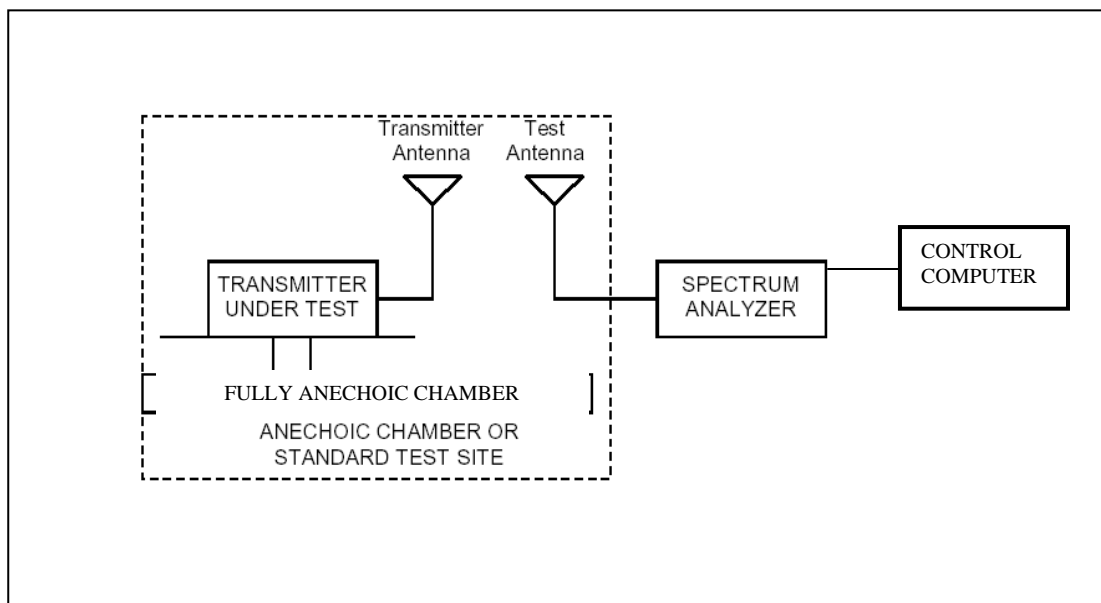 Transmitter
Antenna
Test
Antenna
TRANSMITTER
UNDER TEST
SPECTRUM
ANALYZER
CONTROL
COMPUTER
FULLY ANECHOIC CHAMBER
ANECHOIC CHAMBER OR
STANDARD TEST SITE